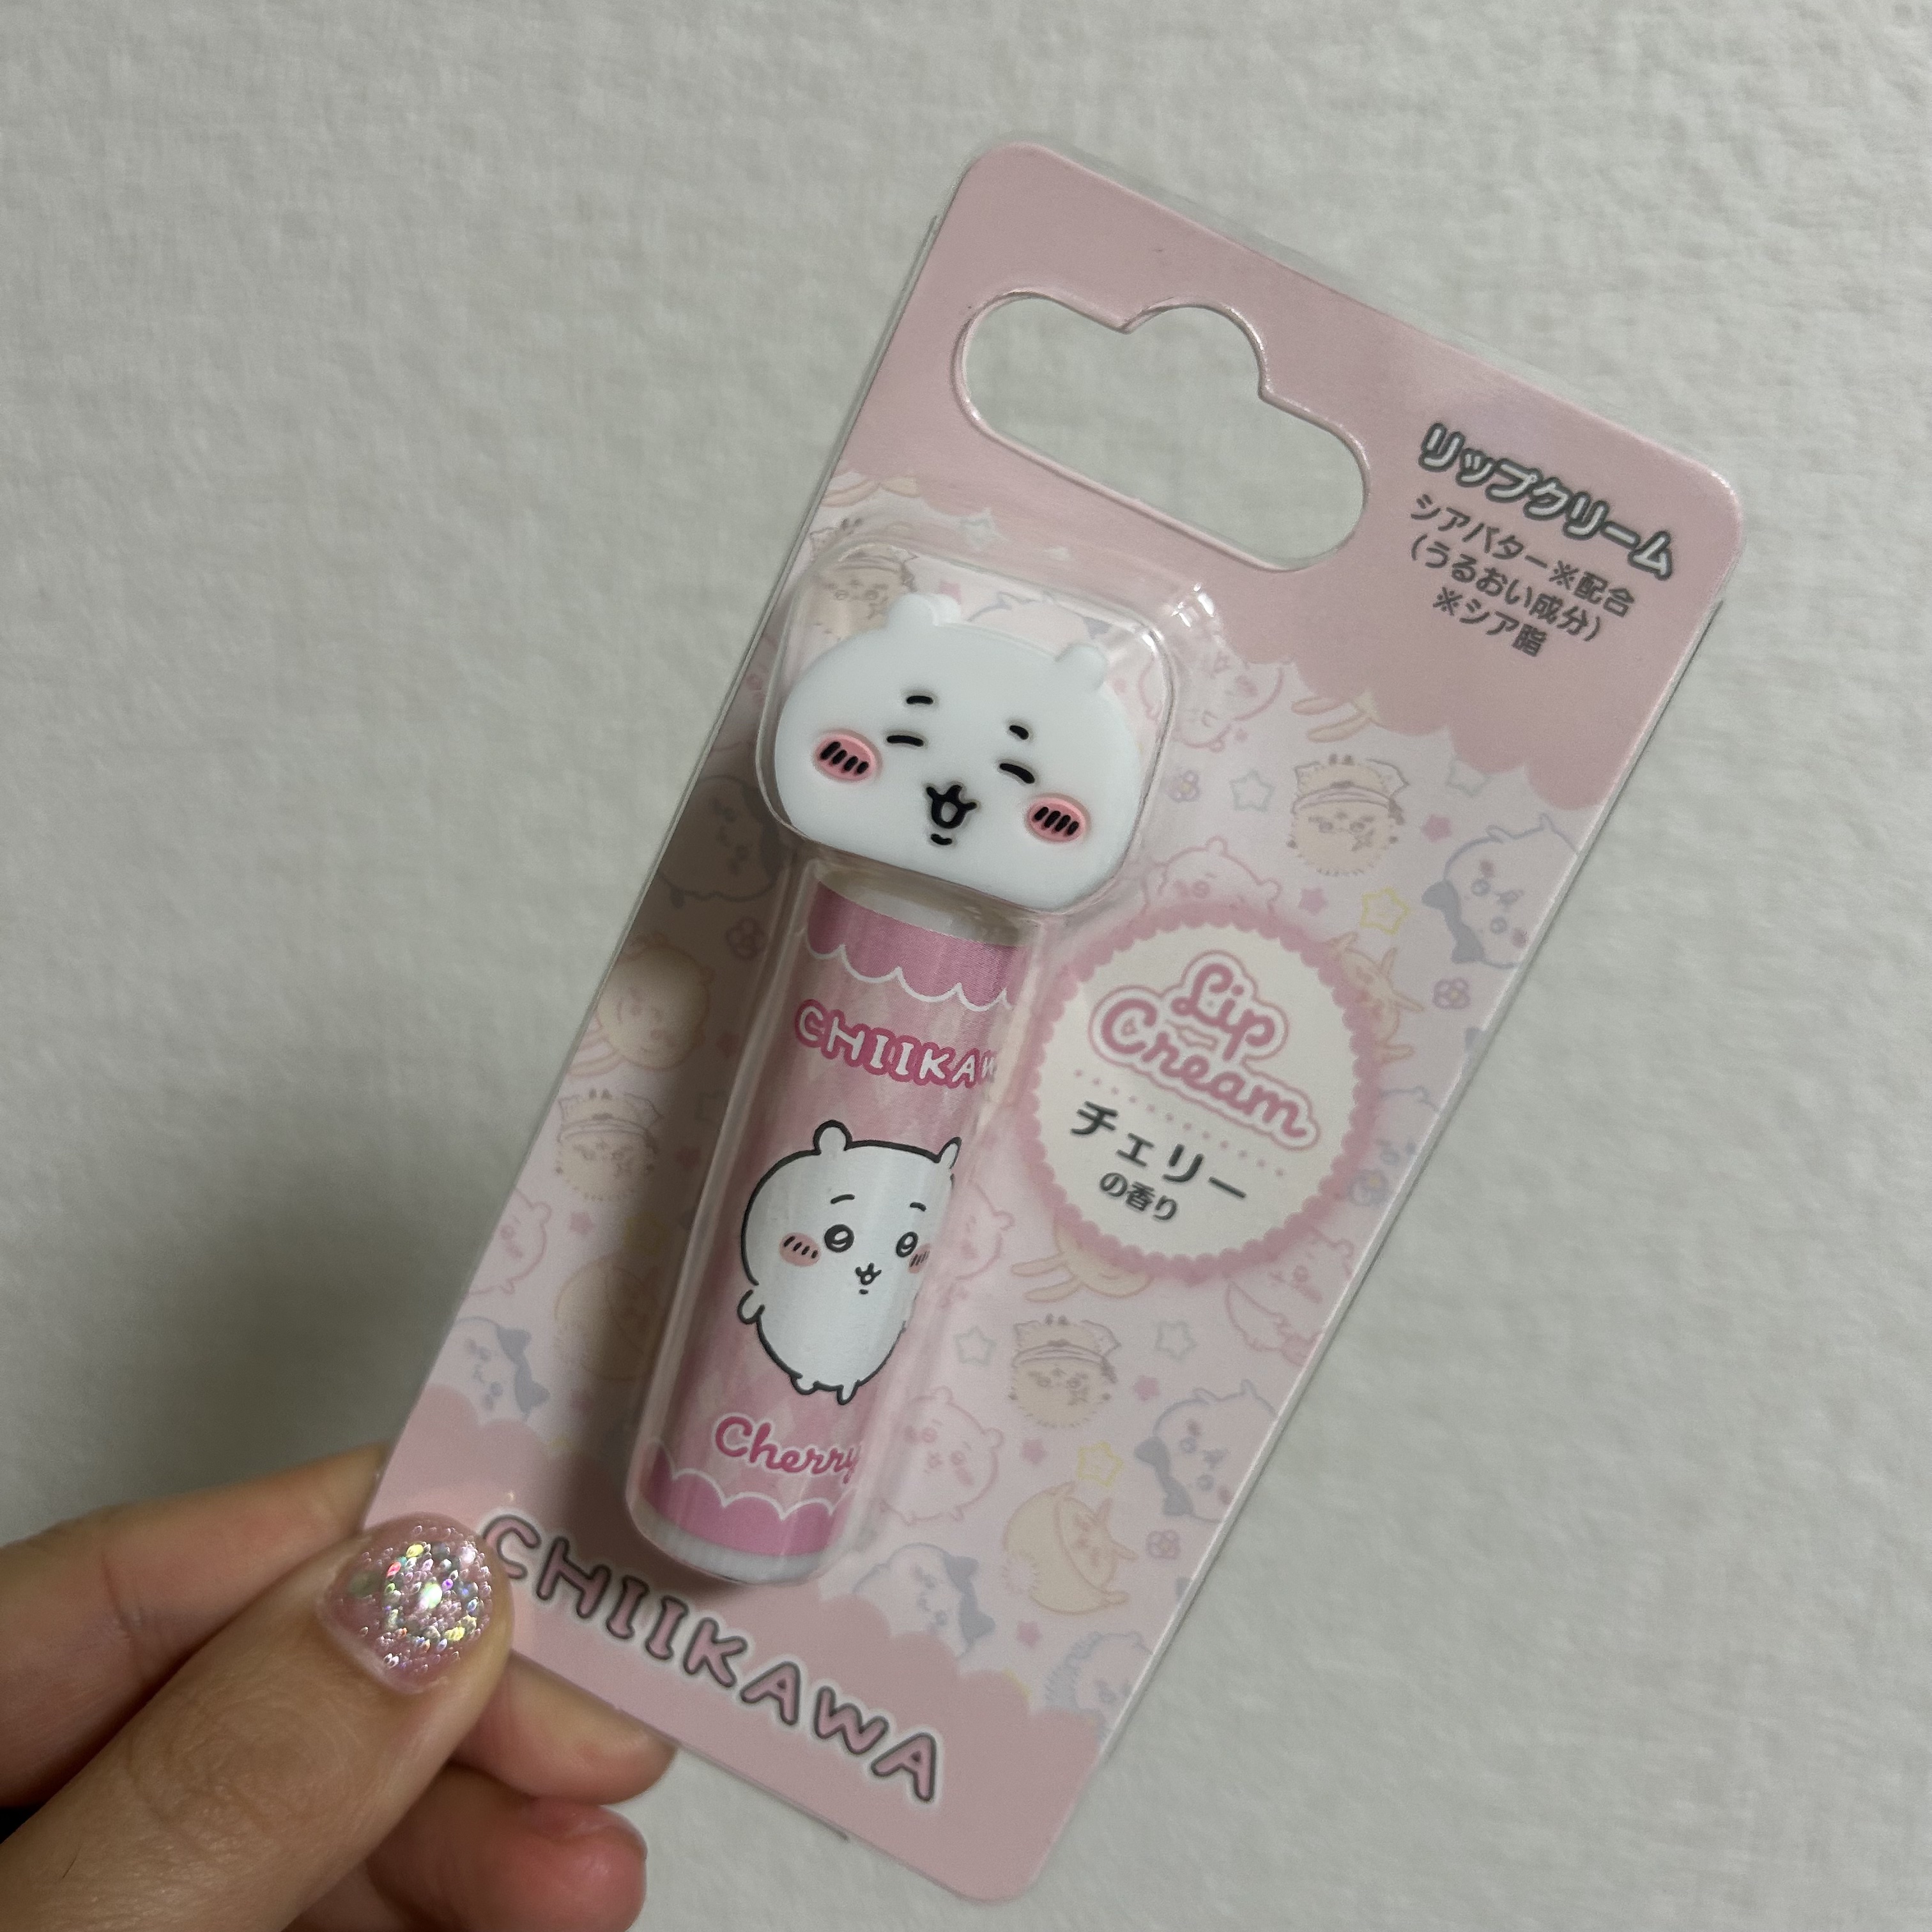 リップクリーム
シアバター※配合
(うるおい成分)
※シア脂
Lip
Cream
チェリー
の香り
CHIIKAW
Cherry
CHIIKAWA